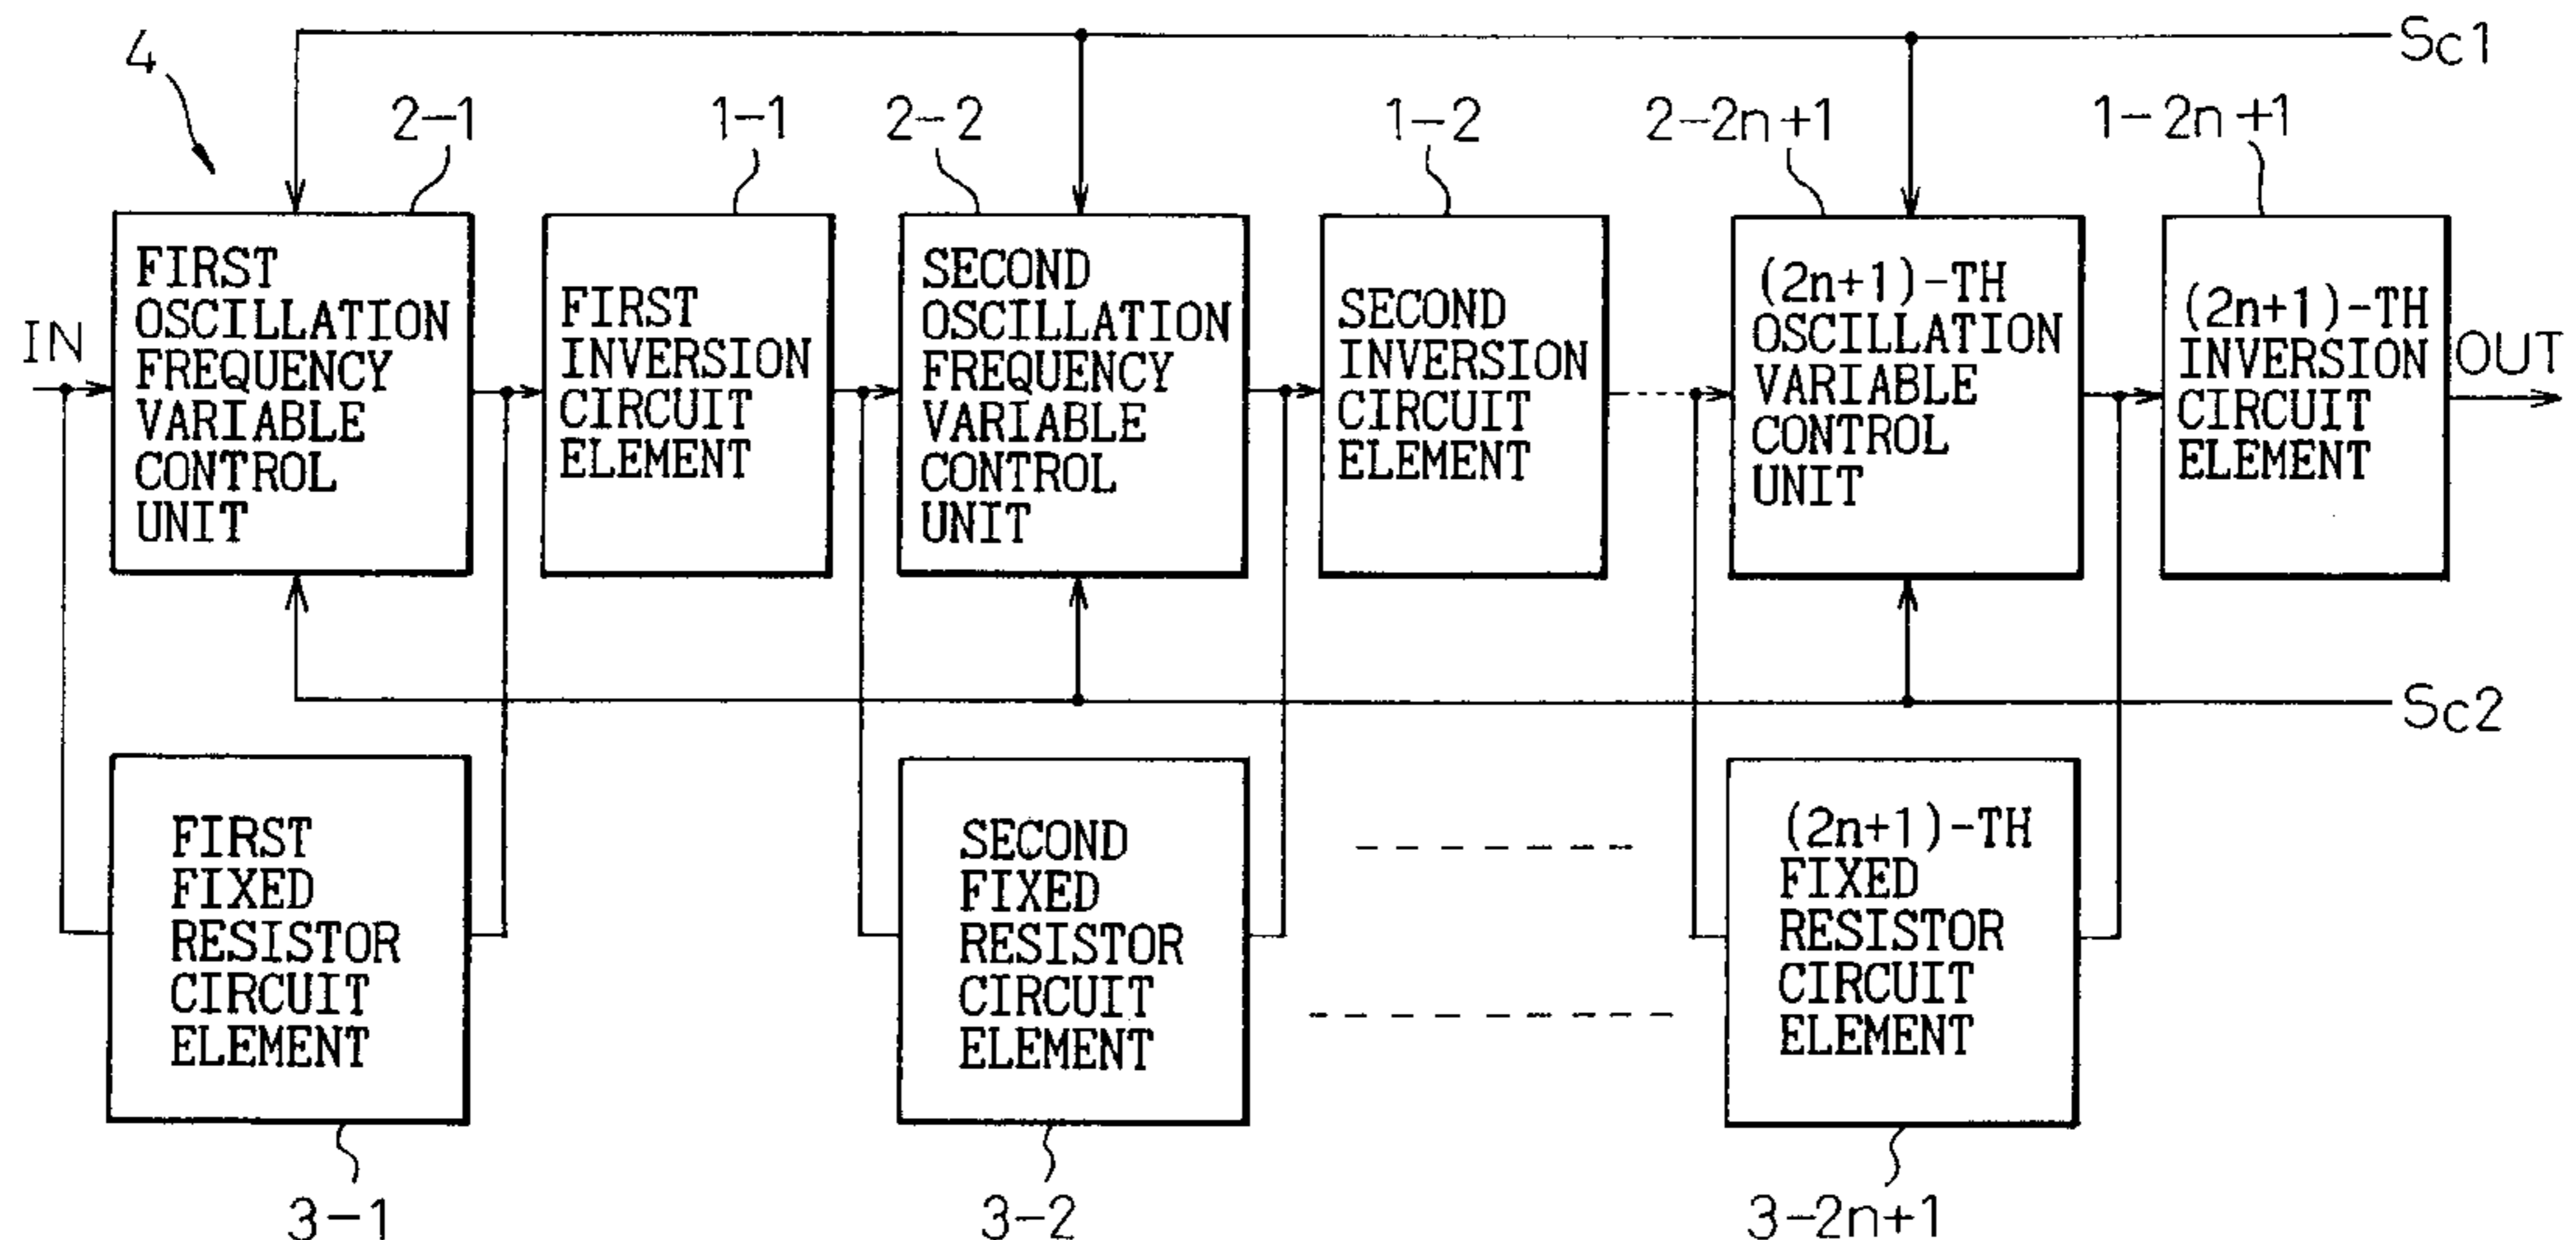 Sc1
4
2-1
1-1
2-2
1-2
2-2n+1
1-2n+1
IN
FIRST
OSCILLATION
FREQUENCY
VARIABLE
CONTROL
UNIT
FIRST
INVERSION
CIRCUIT
ELEMENT
SECOND
OSCILLATION
FREQUENCY
VARIABLE
CONTROL
UNIT
SECOND
INVERSION
CIRCUIT
ELEMENT
(2n+1)-TH
OSCILLATION
VARIABLE
CONTROL
UNIT
(2n+1)-TH
INVERSION
CIRCUIT
ELEMENT
OUT
Sc2
FIRST
FIXED
RESISTOR
CIRCUIT
ELEMENT
SECOND
FIXED
RESISTOR
CIRCUIT
ELEMENT
(2n+1)-TH
FIXED
RESISTOR
CIRCUIT
ELEMENT
3-1
3-2
3-2n+1